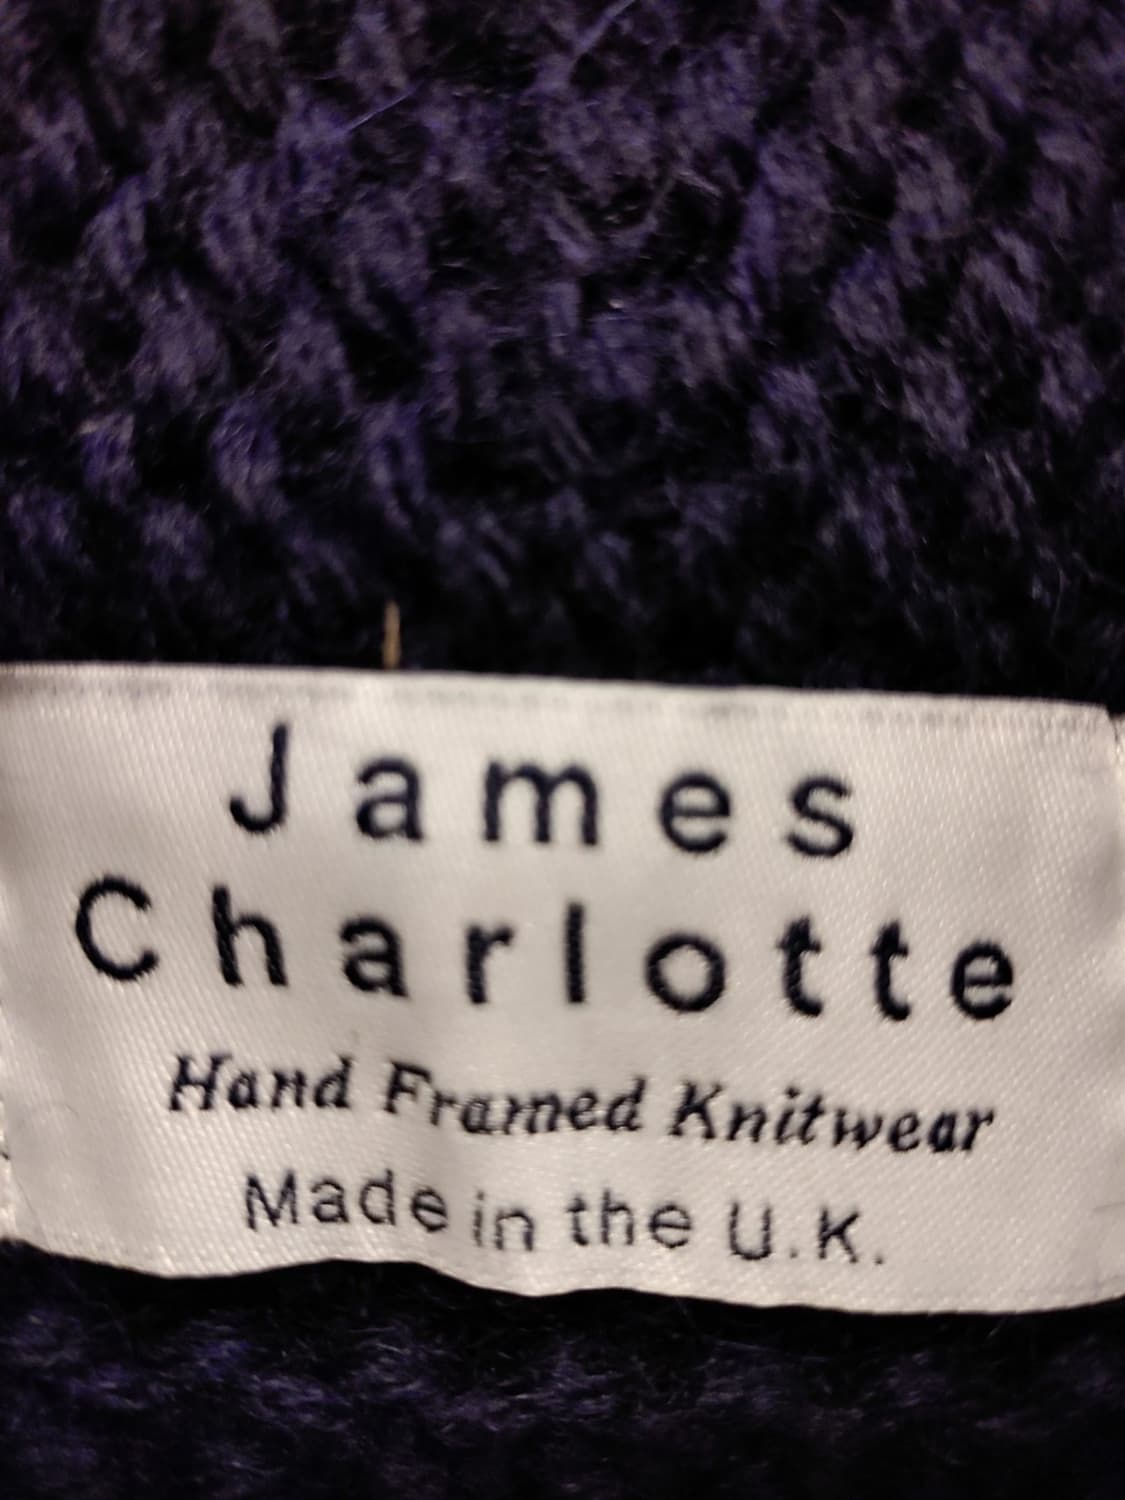 James
Charlotte
Hand Framed Knitwear
Made in the U.K.